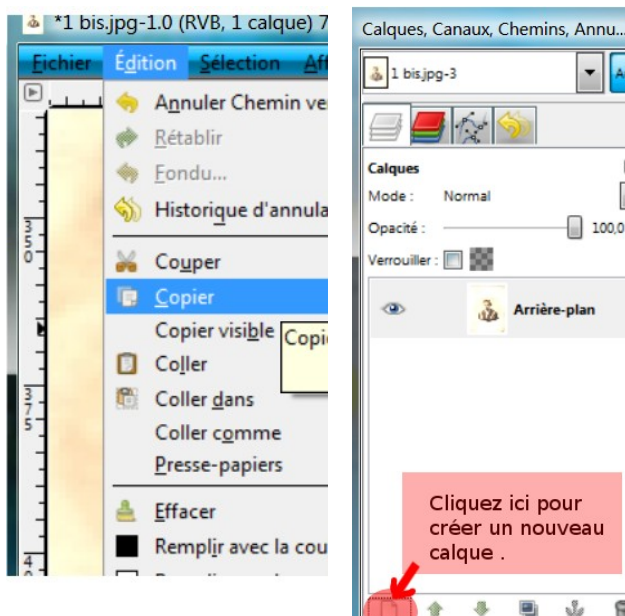 *1 bis.jpg-1.0 (RVB, 1 calque) 7
Fichier Édition Sélection Aff
Annuler Chemin ve
Rétablir
Fondu...
Historique d'annula
Couper
Copier
Copier visible
Copi
Coller
Coller dans
Coller comme
Presse-papiers
Effacer
Remplir avec la cou
350
375
4
Calques, Canaux, Chemins, Annu...
1 bis.jpg-3
Calques
Mode : Normal
Opacité : 100,0
Verrouiller :
Arrière-plan
Cliquez ici pour
créer un nouveau
calque .